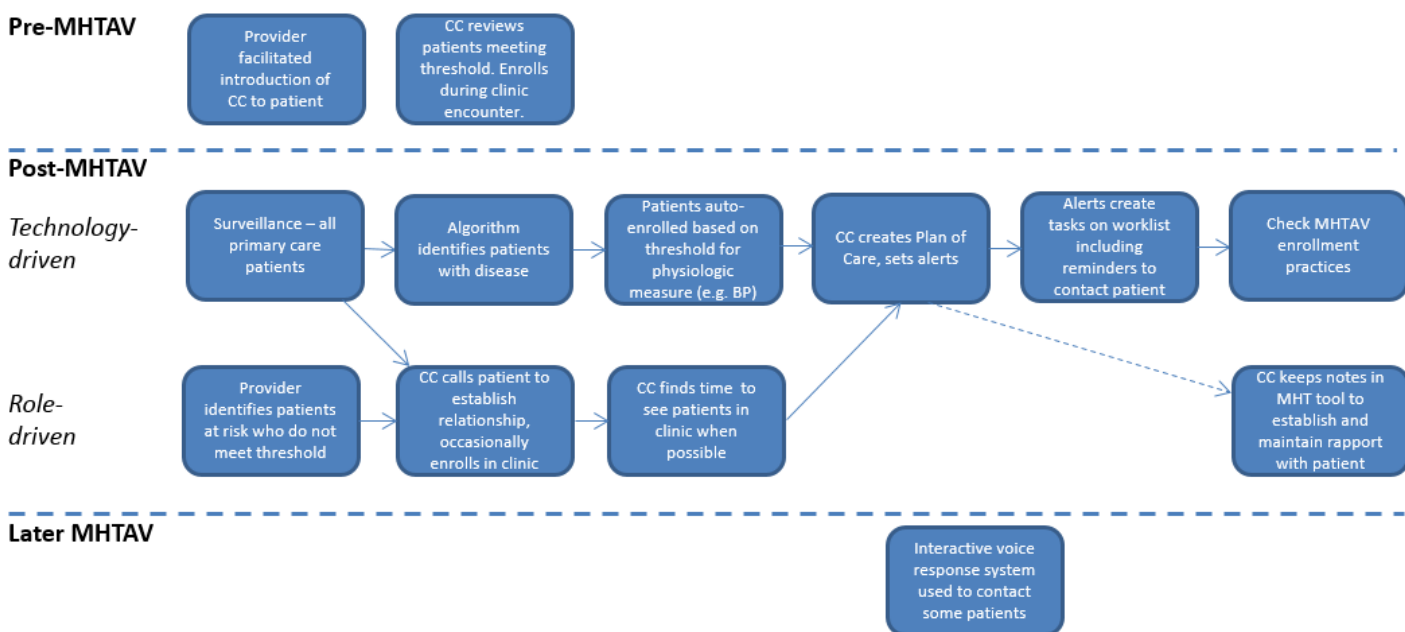 Pre-MHTAV
Provider
facilitated
introduction of
CC to patient
CC reviews
patients meeting
threshold. Enrolls
during clinic
encounter.
Post-MHTAV
Technology-
driven
Surveillance – all
primary care
patients
Algorithm
identifies patients
with disease
Patients auto-
enrolled based on
threshold for
physiologic
measure (e.g. BP)
CC creates Plan of
Care, sets alerts
Alerts create
tasks on worklist
including
reminders to
contact patient
Check MHTAV
enrollment
practices
Role-
driven
Provider
identifies patients
at risk who do not
meet threshold
CC calls patient to
establish
relationship,
occasionally
enrolls in clinic
CC finds time to
see patients in
clinic when
possible
CC keeps notes in
MHT tool to
establish and
maintain rapport
with patient
Later MHTAV
Interactive voice
response system
used to contact
some patients